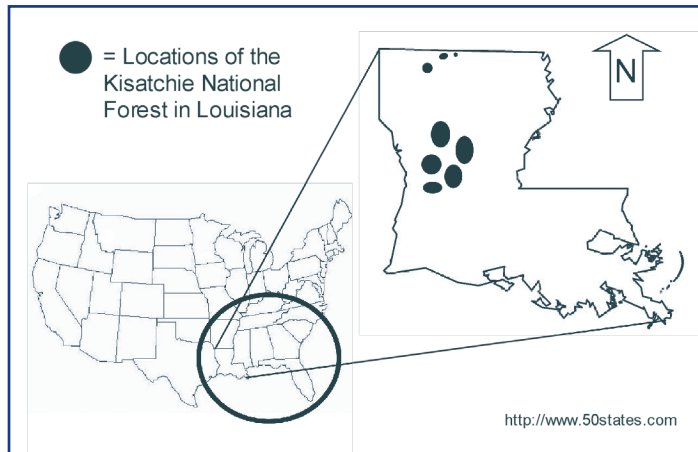 = Locations of the
Kisatchie National
Forest in Louisiana
N
http://www.50states.com